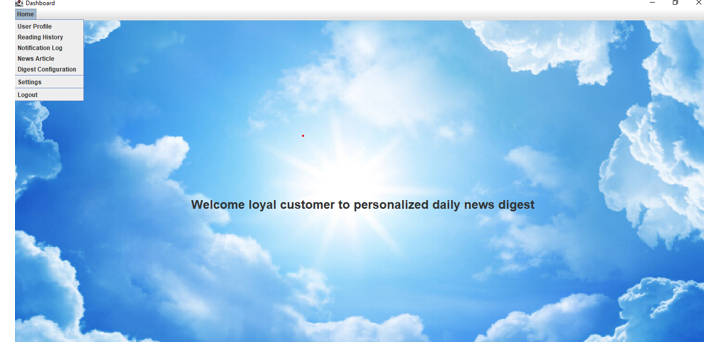 Dashboard
Home
User Profile
Reading History
Notification Log
News Article
Digest Configuration
Settings
Logout
Welcome loyal customer to personalized daily news digest